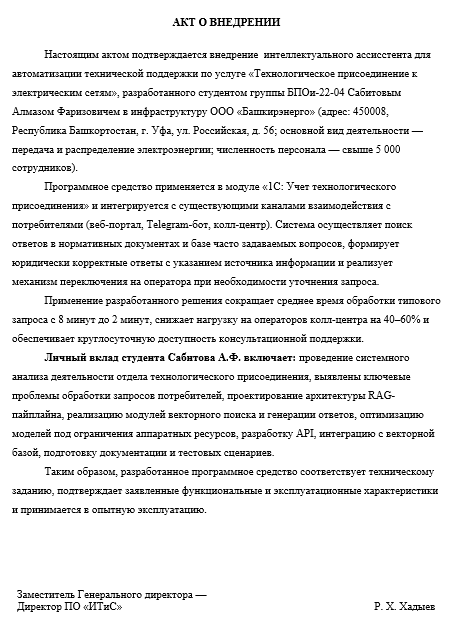 АКТ О ВНЕДРЕНИИ
Настоящим актом подтверждается внедрение интеллектуального ассистента для
автоматизации технической поддержки по услуге «Технологическое присоединение к
электрическим сетям», разработанного студентом группы БПОи-22-04 Сабитовым
Алмазом Фаризовичем в инфраструктуру ООО «Башкирэнерго» (адрес: 450008,
Республика Башкортостан, г. Уфа, ул. Российская, д. 56; основной вид деятельности —
передача и распределение электроэнергии; численность персонала — свыше 5 000
сотрудников).
Программное средство применяется в модуле «1С: Учет технологического
присоединения» и интегрируется с существующими каналами взаимодействия с
потребителями (веб-портал, Telegram-бот, колл-центр). Система осуществляет поиск
ответов в нормативных документах и базе часто задаваемых вопросов, формирует
юридически корректные ответы с указанием источника информации и реализует
механизм переключения на оператора при необходимости уточнения запроса.
Применение разработанного решения сокращает среднее время обработки типового
запроса с 8 минут до 2 минут, снижает нагрузку на операторов колл-центра на 40–60% и
обеспечивает круглосуточную доступность консультационной поддержки.
Личный вклад студента Сабитова А.Ф. включает: проведение системного
анализа деятельности отдела технологического присоединения, выявлены ключевые
проблемы обработки запросов потребителей, проектирование архитектуры RAG-
пайплайна, реализацию модулей векторного поиска и генерации ответов, оптимизацию
моделей под ограничения аппаратных ресурсов, разработку API, интеграцию с векторной
базой, подготовку документации и тестовых сценариев.
Таким образом, разработанное программное средство соответствует техническому
заданию, подтверждает заявленные функциональные и эксплуатационные характеристики
и принимается в опытную эксплуатацию.
Заместитель Генерального директора —
Директор ПО «ИТиС» Р. Х. Хадыев